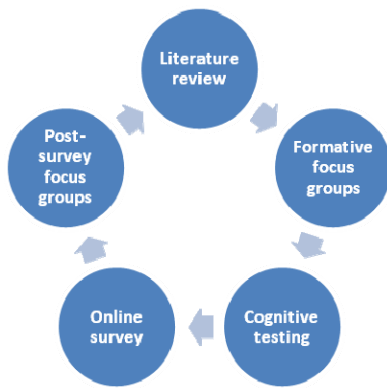 Literature
review
Formative
focus
groups
Cognitive
testing
Online
survey
Post-
survey
focus
groups